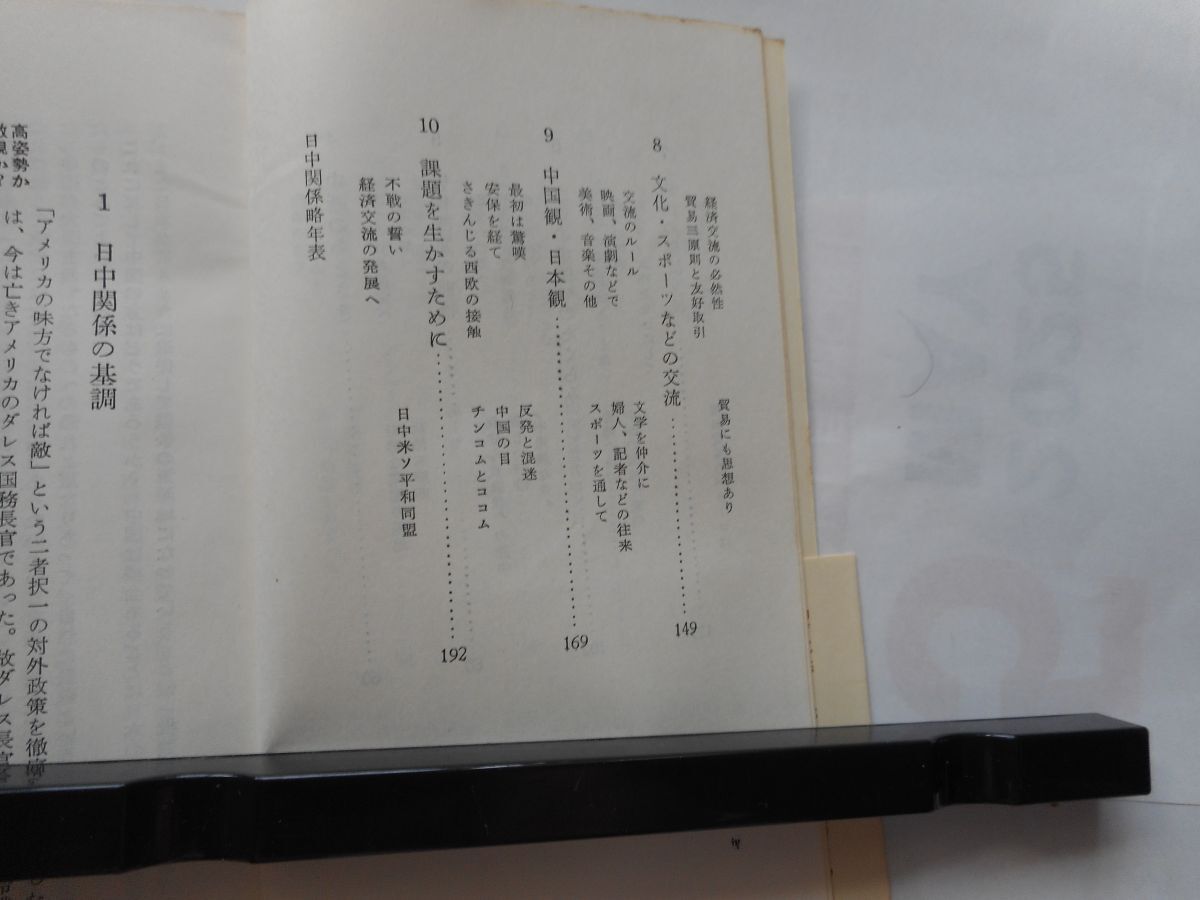 経済交流の必然性
貿易にも思想あり
貿易三原則と友好取引
8 文化・スポーツなどの交流……149
交流のルール
文学を仲介に
映画、演劇などで
婦人、記者などの往来
美術、音楽その他
スポーツを通して
9 中国観・日本観……169
最初は驚嘆
反発と混迷
安保を経て
中国の目
さきんじる西欧の接触
チンコムとココム
10 課題を生かすために……192
不戦の誓い
日中米ソ平和同盟
経済交流の発展へ
日中関係略年表
1 日中関係の基調
高姿勢か
敵視か?
「アメリカの味方でなければ敵」という二者択一の対外政策を徹
は、今は亡きアメリカのダレス国務長官であった。故ダレス長官